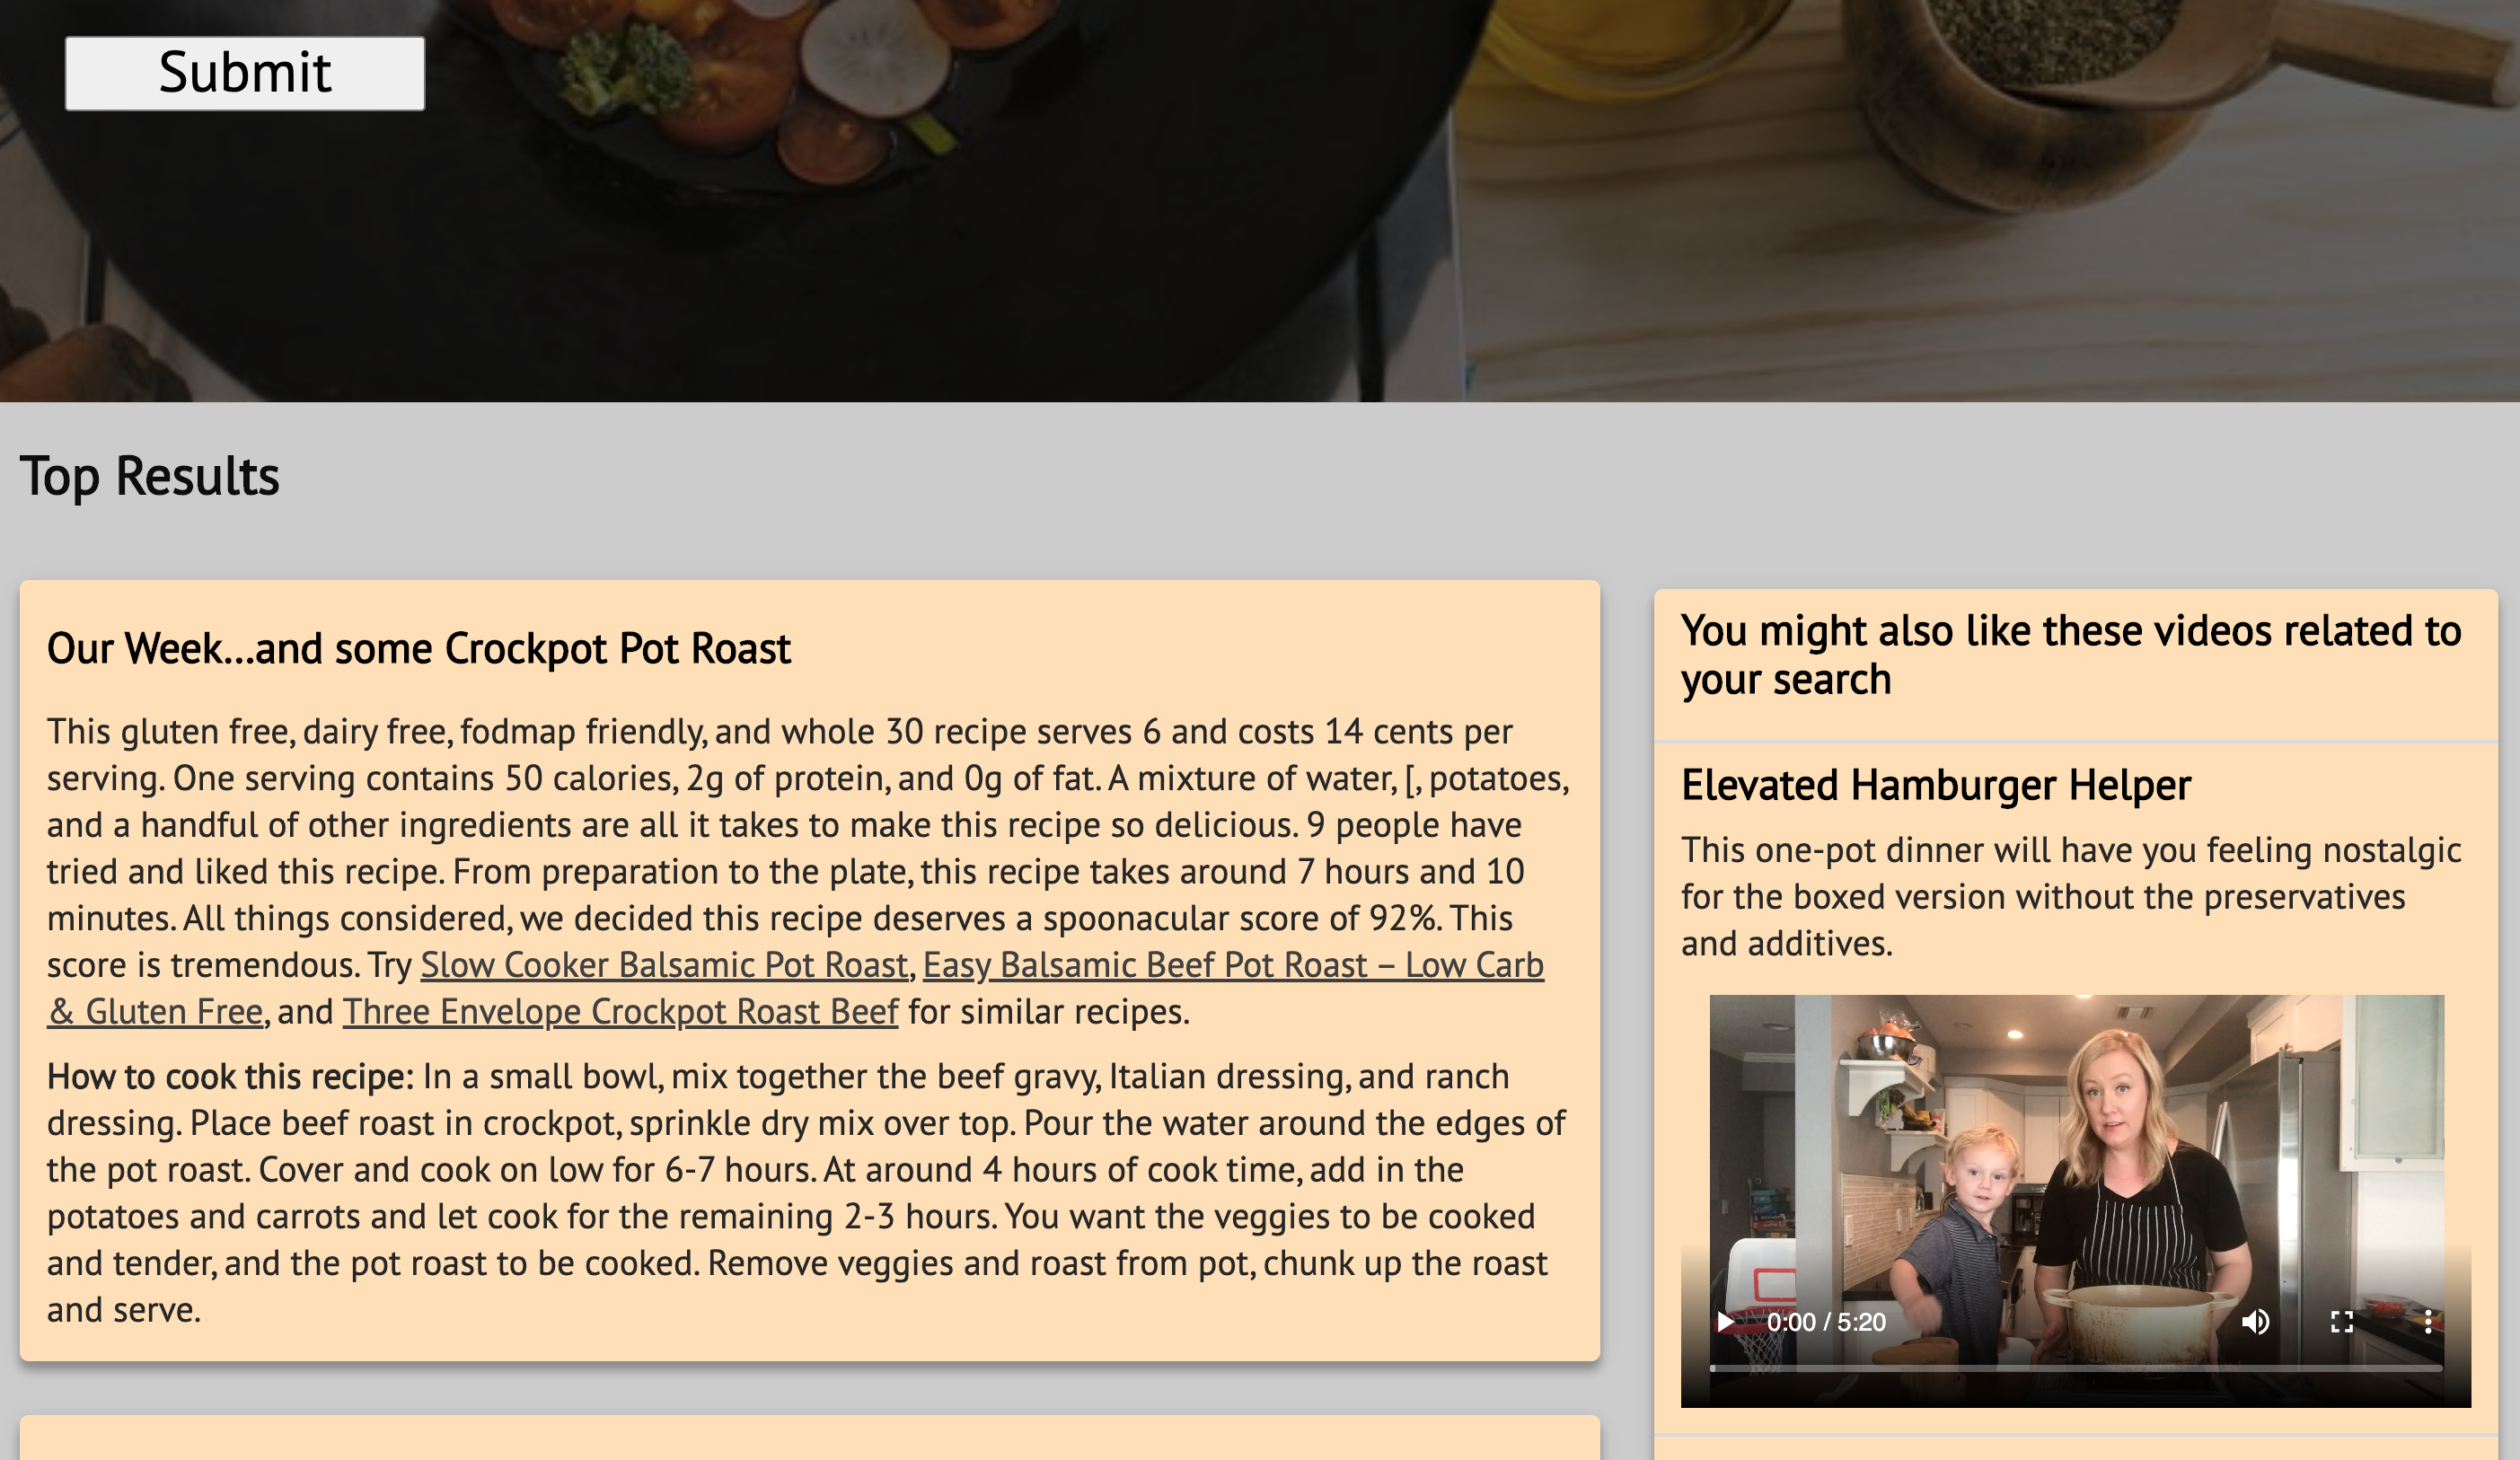 Submit
Top Results
Our Week...and some Crockpot Pot Roast
This gluten free, dairy free, fodmap friendly, and whole 30 recipe serves 6 and costs 14 cents per
serving. One serving contains 50 calories, 2g of protein, and 0g of fat. A mixture of water, [, potatoes,
and a handful of other ingredients are all it takes to make this recipe so delicious. 9 people have
tried and liked this recipe. From preparation to the plate, this recipe takes around 7 hours and 10
minutes. All things considered, we decided this recipe deserves a spoonacular score of 92%. This
score is tremendous. Try Slow Cooker Balsamic Pot Roast, Easy Balsamic Beef Pot Roast – Low Carb
& Gluten Free, and Three Envelope Crockpot Roast Beef for similar recipes.
How to cook this recipe: In a small bowl, mix together the beef gravy, Italian dressing, and ranch
dressing. Place beef roast in crockpot, sprinkle dry mix over top. Pour the water around the edges of
the pot roast. Cover and cook on low for 6-7 hours. At around 4 hours of cook time, add in the
potatoes and carrots and let cook for the remaining 2-3 hours. You want the veggies to be cooked
and tender, and the pot roast to be cooked. Remove veggies and roast from pot, chunk up the roast
and serve.
You might also like these videos related to
your search
Elevated Hamburger Helper
This one-pot dinner will have you feeling nostalgic
for the boxed version without the preservatives
and additives.
0:00 / 5:20